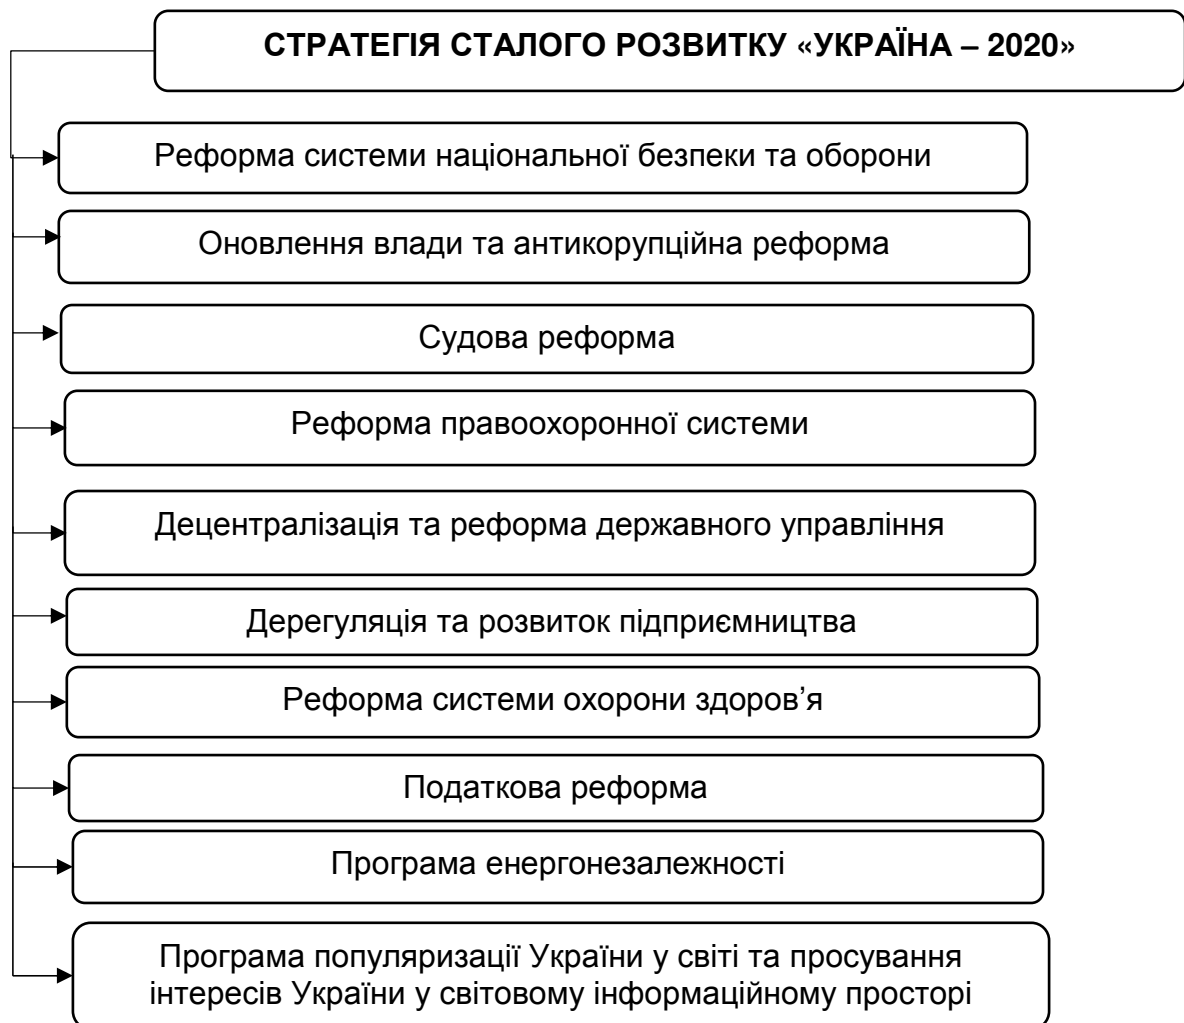 СТРАТЕГІЯ СТАЛОГО РОЗВИТКУ «УКРАЇНА – 2020»
Реформа системи національної безпеки та оборони
Оновлення влади та антикорупційна реформа
Судова реформа
Реформа правоохоронної системи
Децентралізація та реформа державного управління
Дерегуляція та розвиток підприємництва
Реформа системи охорони здоров’я
Податкова реформа
Програма енергонезалежності
Програма популяризації України у світі та просування
інтересів України у світовому інформаційному просторі